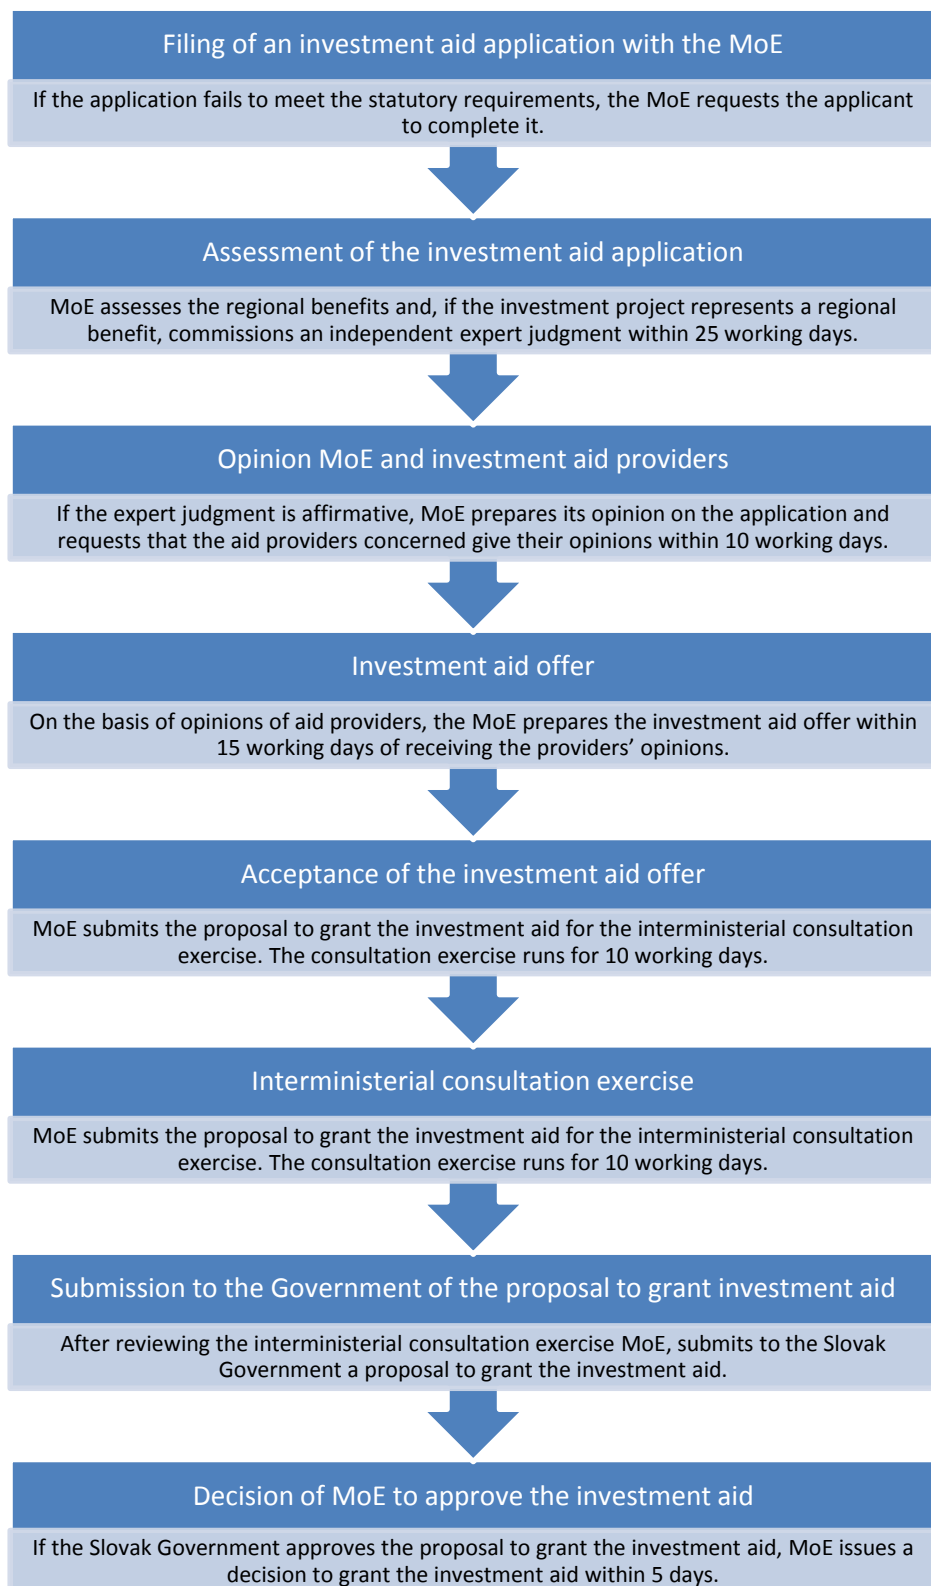 Filing of an investment aid application with the MoE
If the application fails to meet the statutory requirements, the MoE requests the applicant
to complete it.
Assessment of the investment aid application
MoE assesses the regional benefits and, if the investment project represents a regional
benefit, commissions an independent expert judgment within 25 working days.
Opinion MoE and investment aid providers
If the expert judgment is affirmative, MoE prepares its opinion on the application and
requests that the aid providers concerned give their opinions within 10 working days.
Investment aid offer
On the basis of opinions of aid providers, the MoE prepares the investment aid offer within
15 working days of receiving the providers’ opinions.
Acceptance of the investment aid offer
MoE submits the proposal to grant the investment aid for the interministerial consultation
exercise. The consultation exercise runs for 10 working days.
Interministerial consultation exercise
MoE submits the proposal to grant the investment aid for the interministerial consultation
exercise. The consultation exercise runs for 10 working days.
Submission to the Government of the proposal to grant investment aid
After reviewing the interministerial consultation exercise MoE, submits to the Slovak
Government a proposal to grant the investment aid.
Decision of MoE to approve the investment aid
If the Slovak Government approves the proposal to grant the investment aid, MoE issues a
decision to grant the investment aid within 5 days.